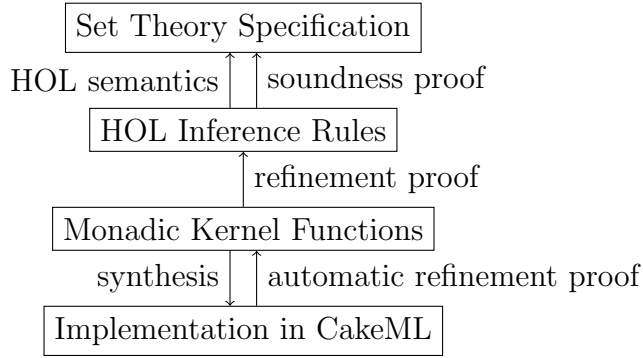 Set Theory Specification
HOL semantics
soundness proof
HOL Inference Rules
refinement proof
Monadic Kernel Functions
synthesis
automatic refinement proof
Implementation in CakeML